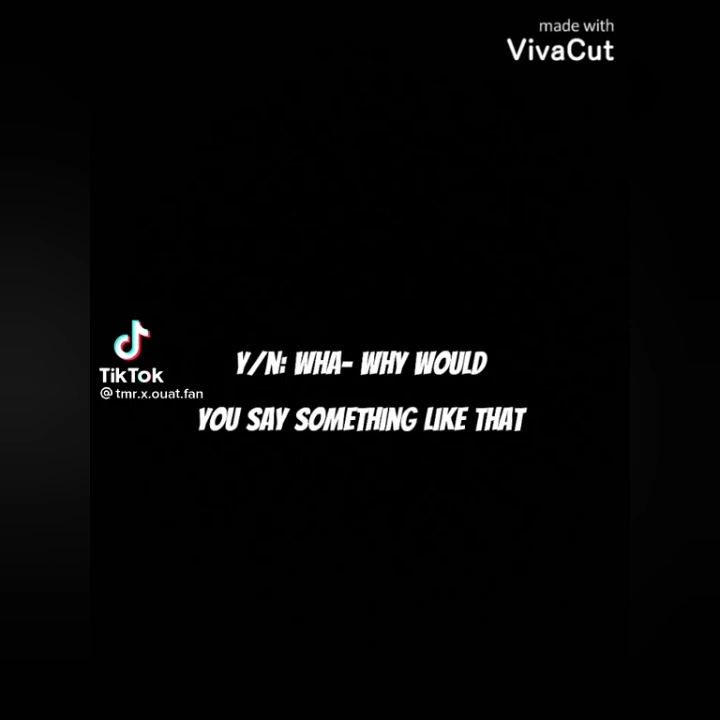 made with
VivaCut
Y/N: WHA- WHY WOULD
YOU SAY SOMETHING LIKE THAT
TikTok
@tmr.x.ouat.fan